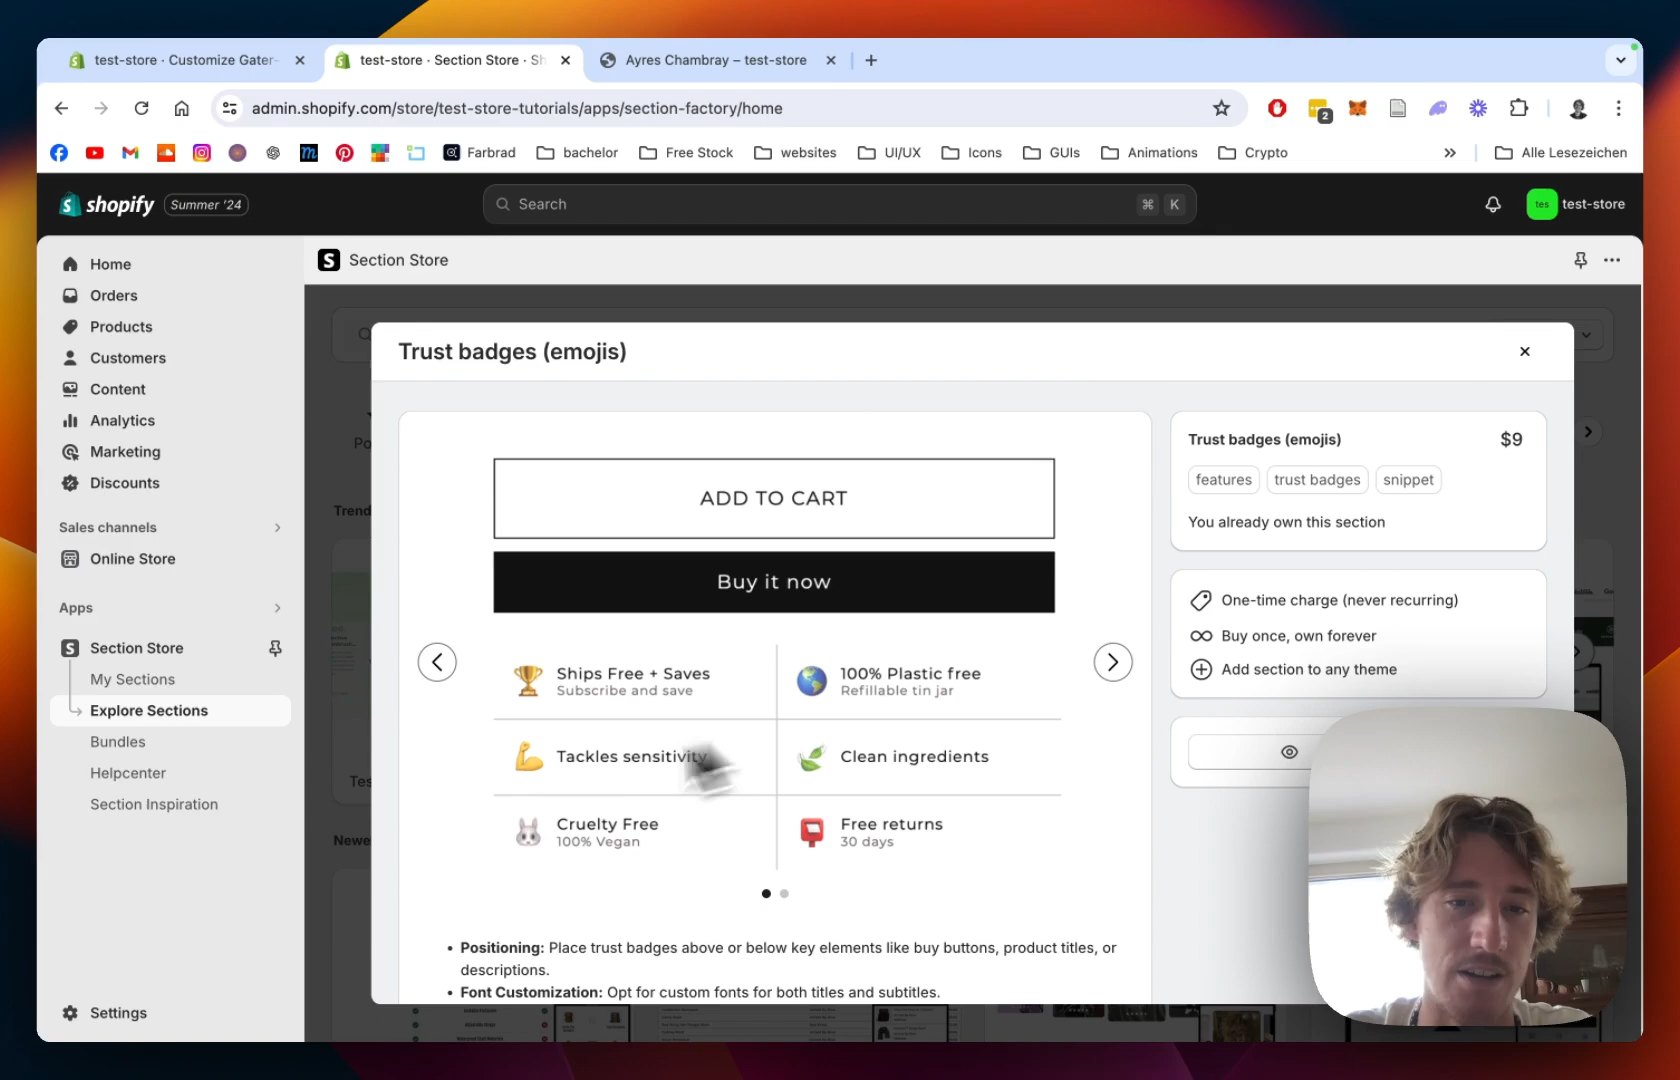 test-store · Customize Gater-
test-store · Section Store · Sh
Ayres Chambray – test-store
admin.shopify.com/store/test-store-tutorials/apps/section-factory/home
2
Farbrad
bachelor
Free Stock
websites
UI/UX
Icons
GUIs
Animations
Crypto
Alle Lesezeichen
shopify
Summer '24
Search
⌘ K
tes
test-store
Home
Orders
Products
Customers
Content
Analytics
Marketing
Discounts
Sales channels
Online Store
Apps
Section Store
My Sections
Explore Sections
Bundles
Helpcenter
Section Inspiration
Settings
Section Store
Po
Trend
Tes
Newe
Trust badges (emojis)
ADD TO CART
Buy it now
Ships Free + Saves
Subscribe and save
100% Plastic free
Refillable tin jar
Tackles sensitivity
Clean ingredients
Cruelty Free
100% Vegan
Free returns
30 days
• Positioning: Place trust badges above or below key elements like buy buttons, product titles, or
descriptions.
• Font Customization: Opt for custom fonts for both titles and subtitles.
Trust badges (emojis)
$9
features
trust badges
snippet
You already own this section
One-time charge (never recurring)
Buy once, own forever
Add section to any theme